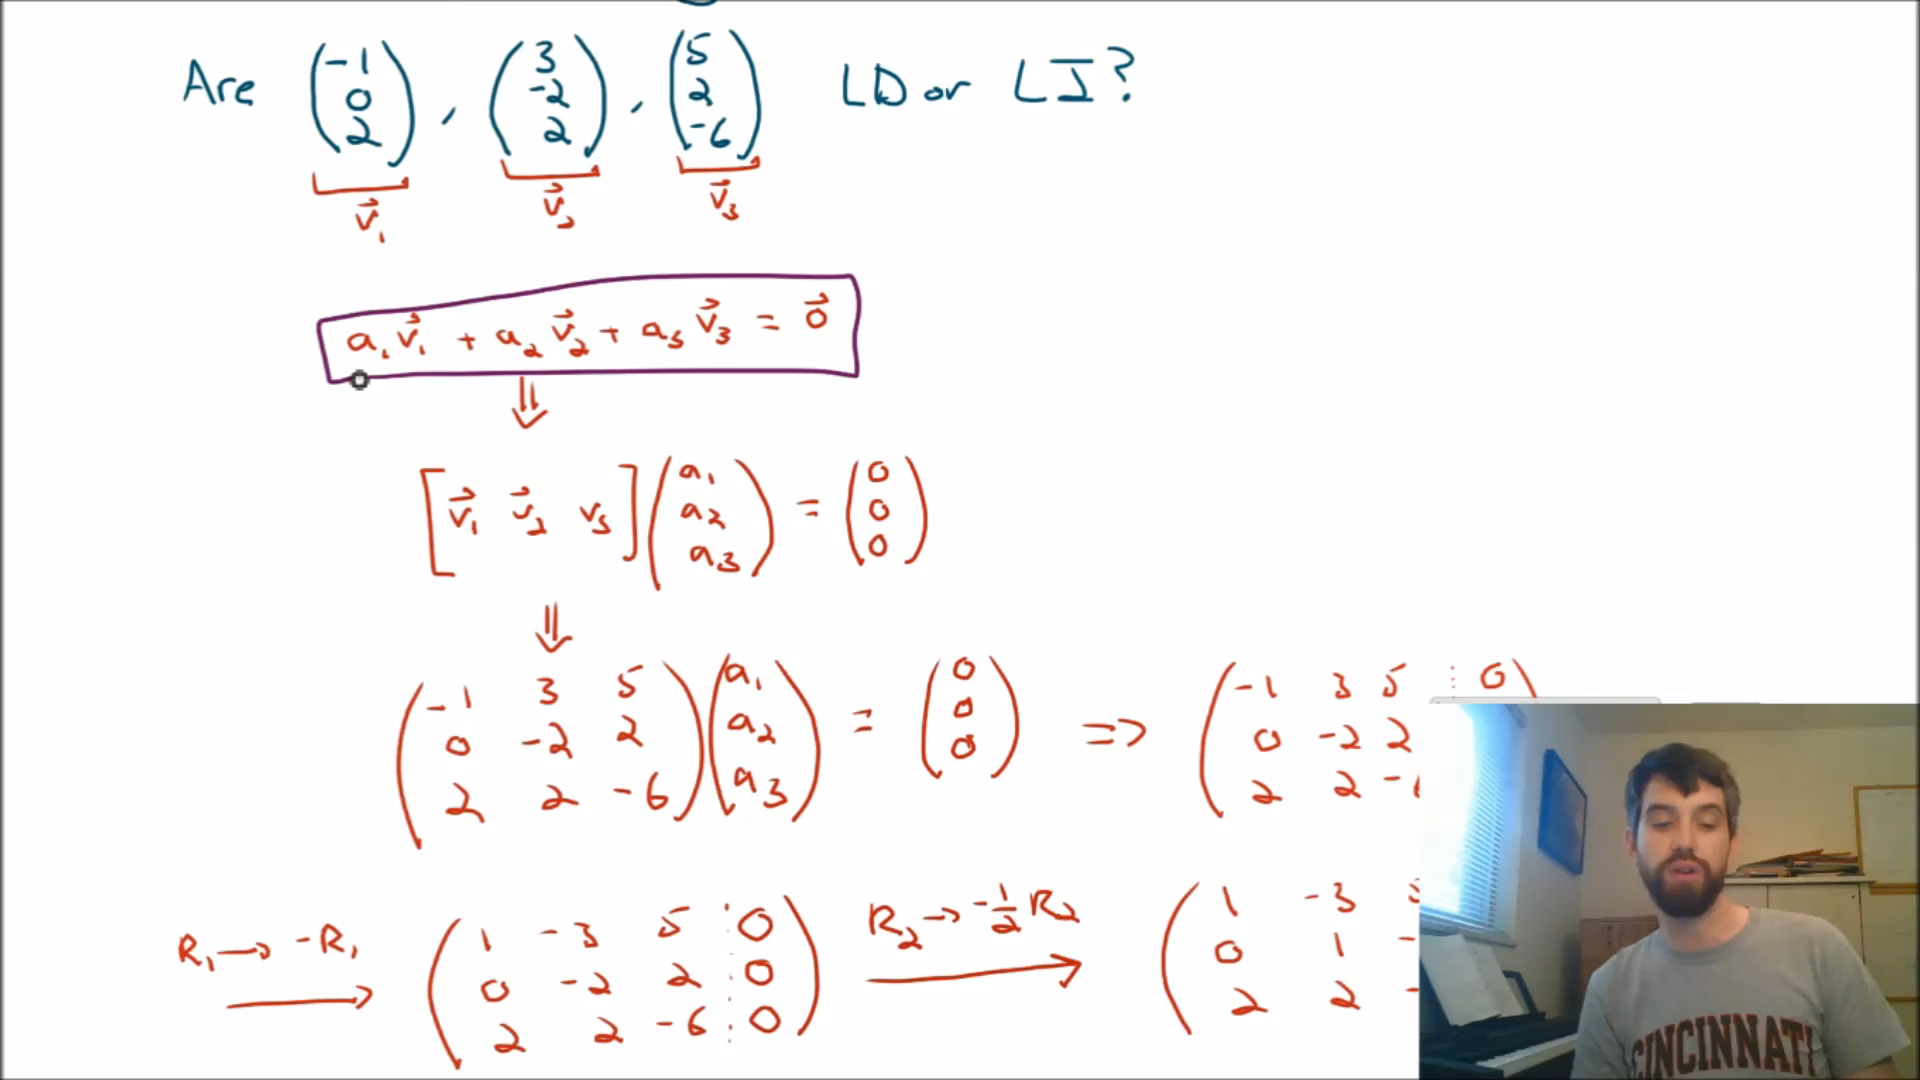 Are (-1 0 2), (3 -2 2), (5 2 -6) LD or LI?
v⃗₁ v⃗₂ v⃗₃
a₁v⃗₁ + a₂v⃗₂ + a₃v⃗₃ = 0⃗
⇓
[v⃗₁ v⃗₂ v₃] (a₁ a₂ a₃) = (0 0 0)
⇓
-1 3 5 a₁ = 0 ⇒ -1 3 5 ⋮ 0
0 -2 2 a₂ 0 0 -2 2
2 2 -6 a₃ 0 2 2 -6
R₁ → -R₁
1 -3 5 ⋮ 0
0 -2 2 ⋮ 0
2 2 -6 ⋮ 0
R₂ → -1/2 R₂
1 -3 5
0 1 -
2 2 -
CINCINNATI